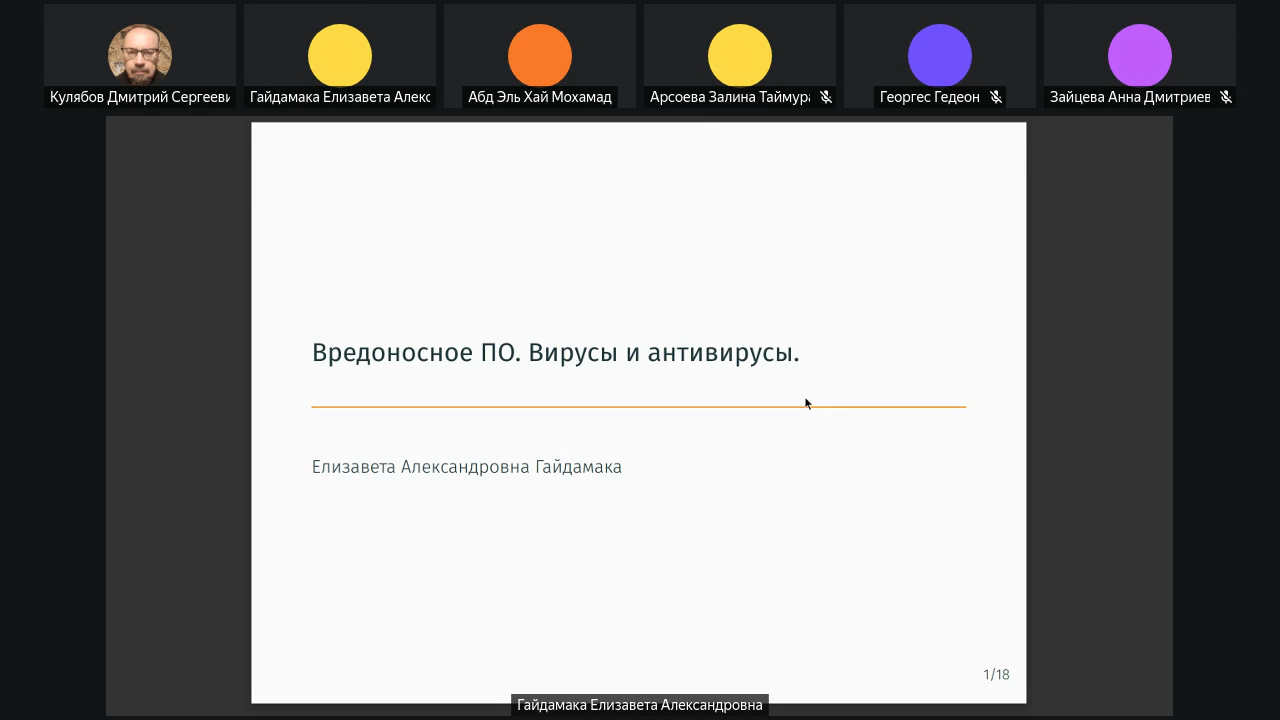 Кулябов Дмитрий Сергееви
Гайдамака Елизавета Алекс
Абд Эль Хай Мохамад
Арсоева Залина Таймура
Георгес Гедеон
Зайцева Анна Дмитриев
Вредоносное ПО. Вирусы и антивирусы.
Елизавета Александровна Гайдамака
1/18
Гайдамака Елизавета Александровна